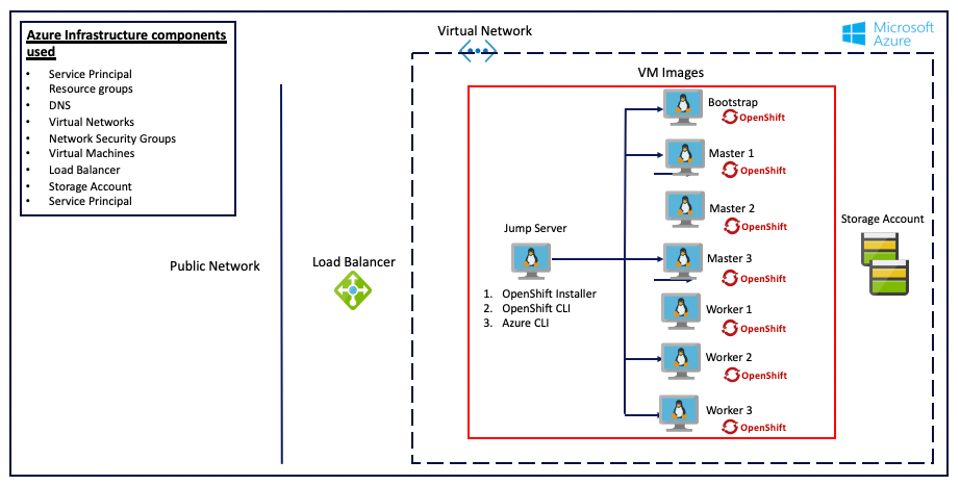 Azure Infrastructure components
used
• Service Principal
• Resource groups
• DNS
• Virtual Networks
• Network Security Groups
• Virtual Machines
• Load Balancer
• Storage Account
• Service Principal
Public Network
Load Balancer
Virtual Network
Microsoft
Azure
VM Images
Jump Server
1. OpenShift Installer
2. OpenShift CLI
3. Azure CLI
Bootstrap
OpenShift
Master 1
OpenShift
Master 2
OpenShift
Master 3
OpenShift
Worker 1
OpenShift
Worker 2
OpenShift
Worker 3
OpenShift
Storage Account